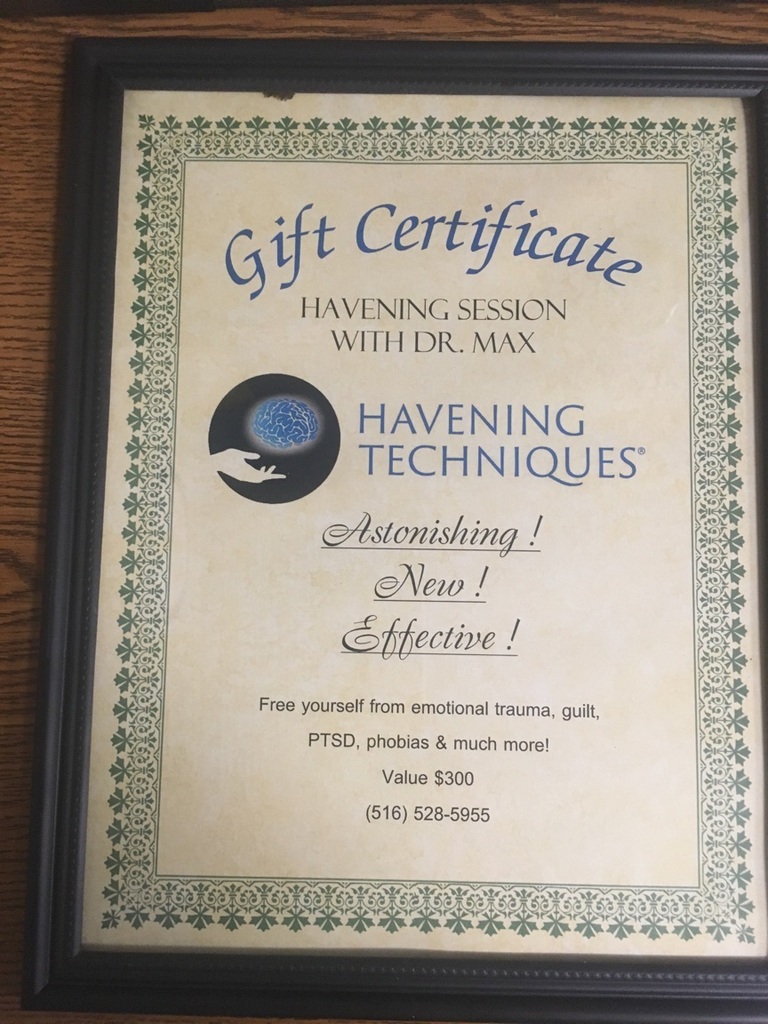 Gift Certificate
HAVENING SESSION
WITH DR. MAX
HAVENING
TECHNIQUES®
Astonishing !
New !
Effective !
Free yourself from emotional trauma, guilt,
PTSD, phobias & much more!
Value $300
(516) 528-5955